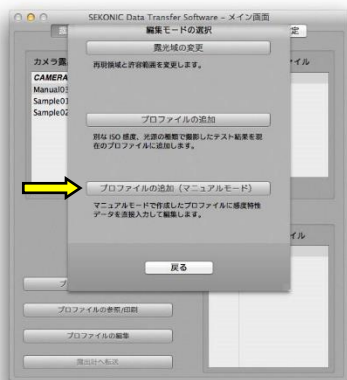 SEKONIC Data Transfer Software – メイン画面
編集モードの選択
露光域の変更
再現領域と許容範囲を変更します。
カメラ露
イル
CAMERA
Manual03
Sample01
Sample02
プロファイルの追加
別な ISO 感度、光源の種類で撮影したテスト結果を現
在のプロファイルに追加します。
プロファイルの追加（マニュアルモード）
マニュアルモードで作成したプロファイルに感度特性
データを直接入力して編集します。
イル
戻る
プロファイルの参照/印刷
プロファイルの編集
露出計へ転送